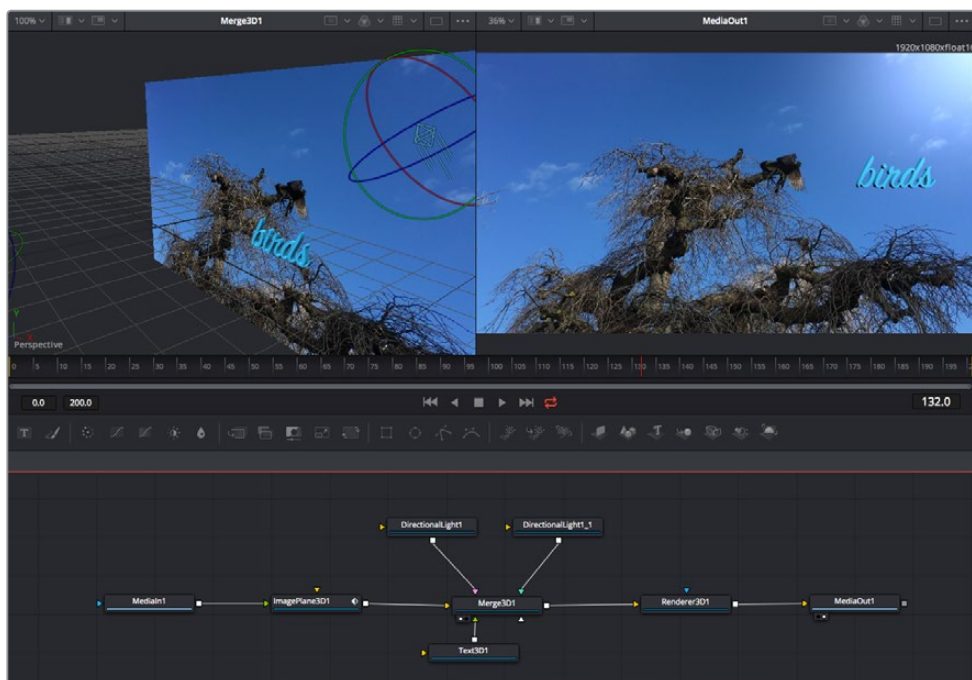 100% Merge3D1
36% MediaOut1
1920x1080xfloat16
birds
birds
Perspective
0 5 10 15 20 25 30 35 40 45 50 55 60 65 70 75 80 85 90 95 100 105 110 115 120 125 130 135 140 145 150 155 160 165 170 175 180 185 190 195
0.0 200.0 132.0
DirectionalLight1 DirectionalLight1_1
MediaIn1 ImagePlane3D1 Merge3D1 Renderer3D1 MediaOut1
Text3D1